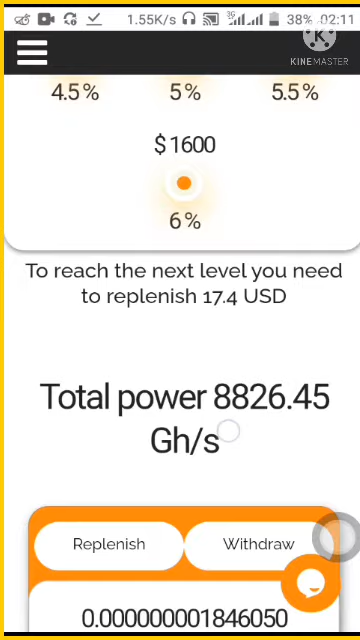 1.55K/s 3G 38% 02:11
KINEMASTER
4.5% 5% 5.5%
$1600
6%
To reach the next level you need
to replenish 17.4 USD
Total power 8826.45
Gh/s
Replenish Withdraw
0.000000001846050